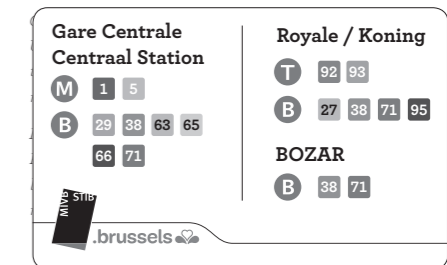 Gare Centrale
Centraal Station
M 1 5
B 29 38 63 65
66 71
Royale / Koning
T 92 93
B 27 38 71 95
BOZAR
B 38 71
MIVB STIB
.brussels